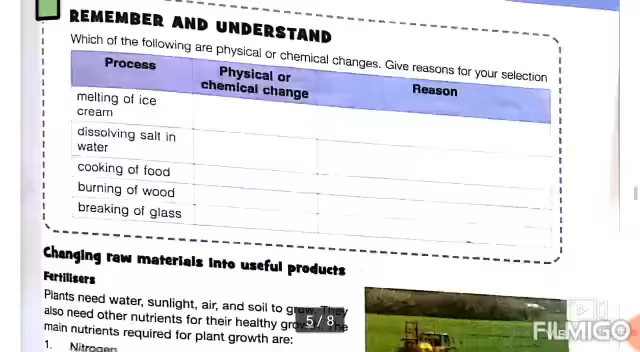 REMEMBER AND UNDERSTAND
Which of the following are physical or chemical changes. Give reasons for your selection
Process
Physical or
chemical change
Reason
melting of ice
cream
dissolving salt in
water
cooking of food
burning of wood
breaking of glass
Changing raw materials into useful products
Fertilisers
Plants need water, sunlight, air, and soil to grow. They
also need other nutrients for their healthy
main nutrients required for plant growth are:
5 / 8
1. Nitrogen
FILMIGO